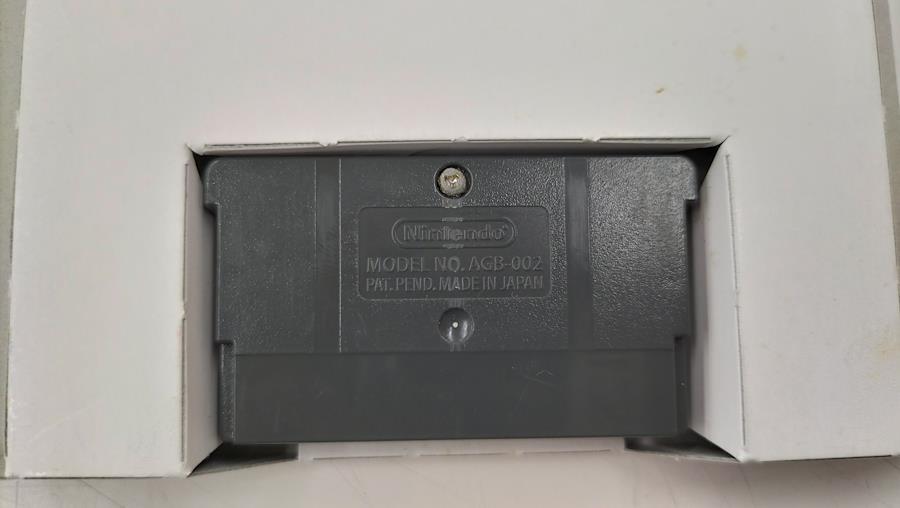 Nintendo®
MODEL NO. AGB-002
PAT. PEND. MADE IN JAPAN